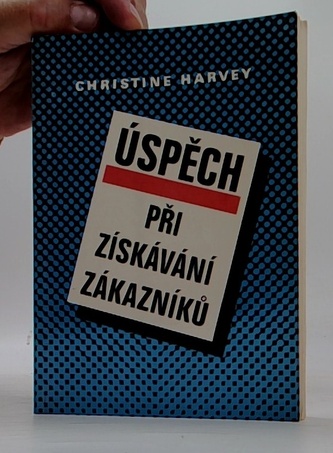 CHRISTINE HARVEY
ÚSPĚCH
PŘI
ZÍSKÁVÁNÍ
ZÁKAZNÍKŮ